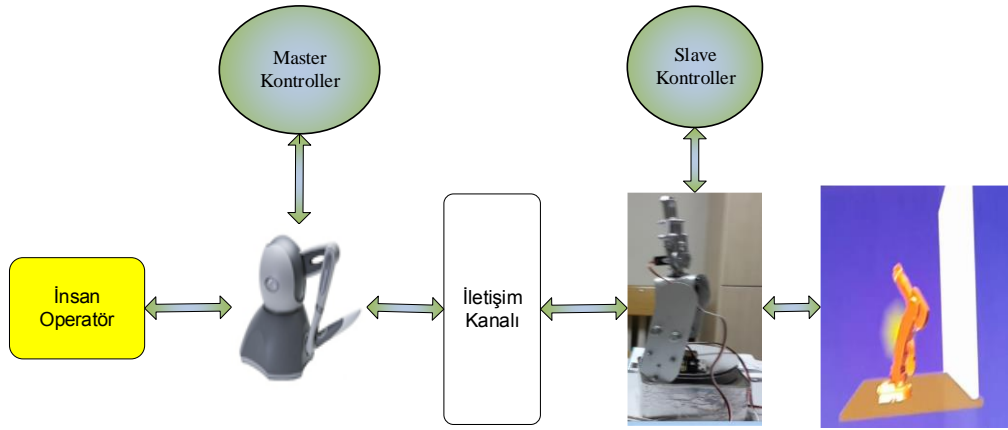 Master
Kontroller
Slave
Kontroller
İnsan
Operatör
İletişim
Kanalı